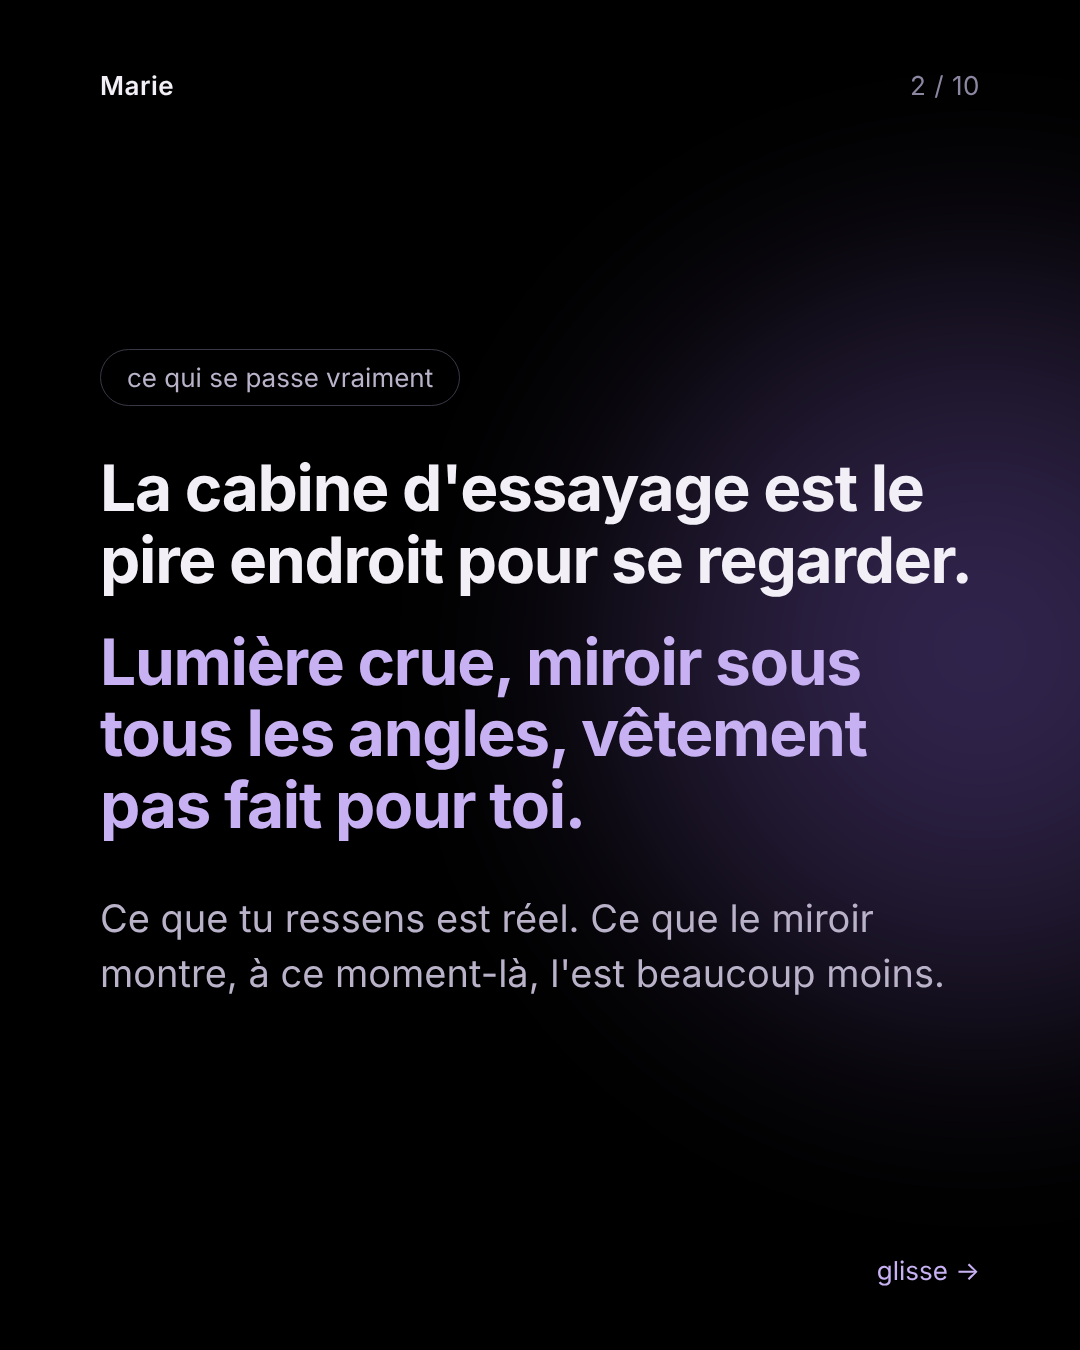 Marie
2 / 10
ce qui se passe vraiment
La cabine d'essayage est le
pire endroit pour se regarder.
Lumière crue, miroir sous
tous les angles, vêtement
pas fait pour toi.
Ce que tu ressens est réel. Ce que le miroir
montre, à ce moment-là, l'est beaucoup moins.
glisse →